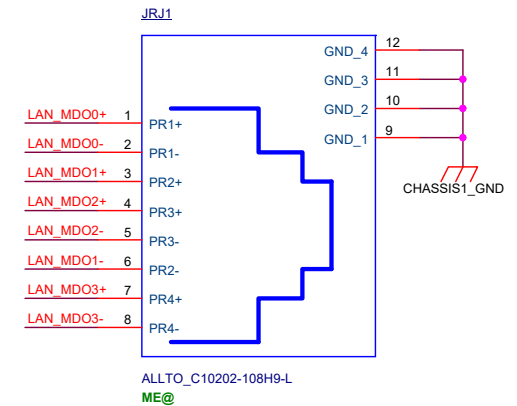 JRJ1
GND_4 12
GND_3 11
GND_2 10
GND_1 9
CHASSIS1_GND
LAN_MDO0+ 1 PR1+
LAN_MDO0- 2 PR1-
LAN_MDO1+ 3 PR2+
LAN_MDO2+ 4 PR3+
LAN_MDO2- 5 PR3-
LAN_MDO1- 6 PR2-
LAN_MDO3+ 7 PR4+
LAN_MDO3- 8 PR4-
ALLTO_C10202-108H9-L
ME@